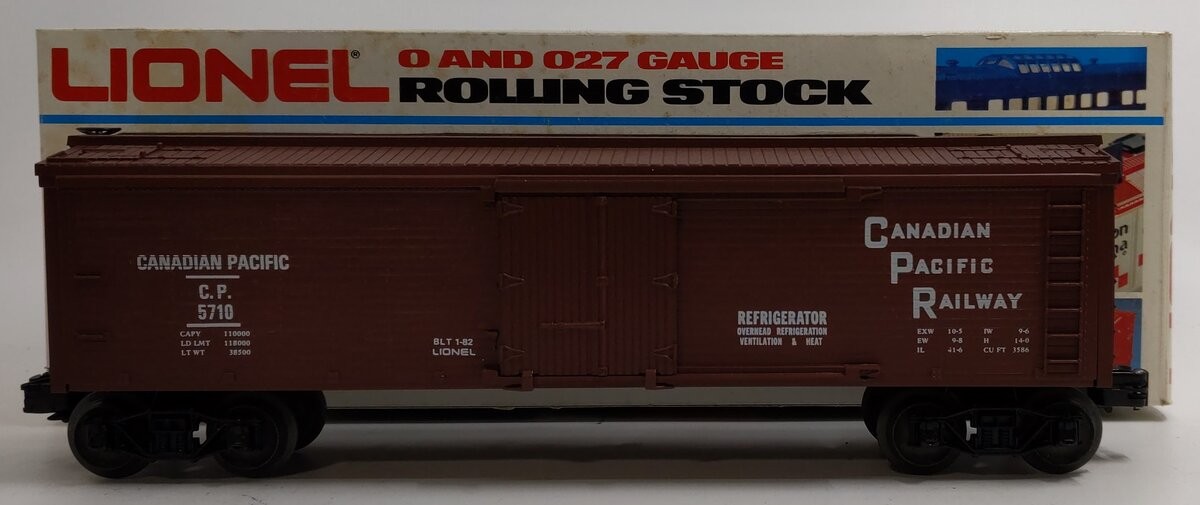 LIONEL®
O AND O27 GAUGE
ROLLING STOCK
CANADIAN PACIFIC
C.P.
5710
CAPY 110000
LD LMT 118000
LT WT 38500
BLT 1-82
LIONEL
REFRIGERATOR
OVERHEAD REFRIGERATION
VENTILATION & HEAT
CANADIAN
PACIFIC
RAILWAY
EXW 10-5 IW 9-6
EW 9-8 H 14-0
IL 41-6 CU FT 3586